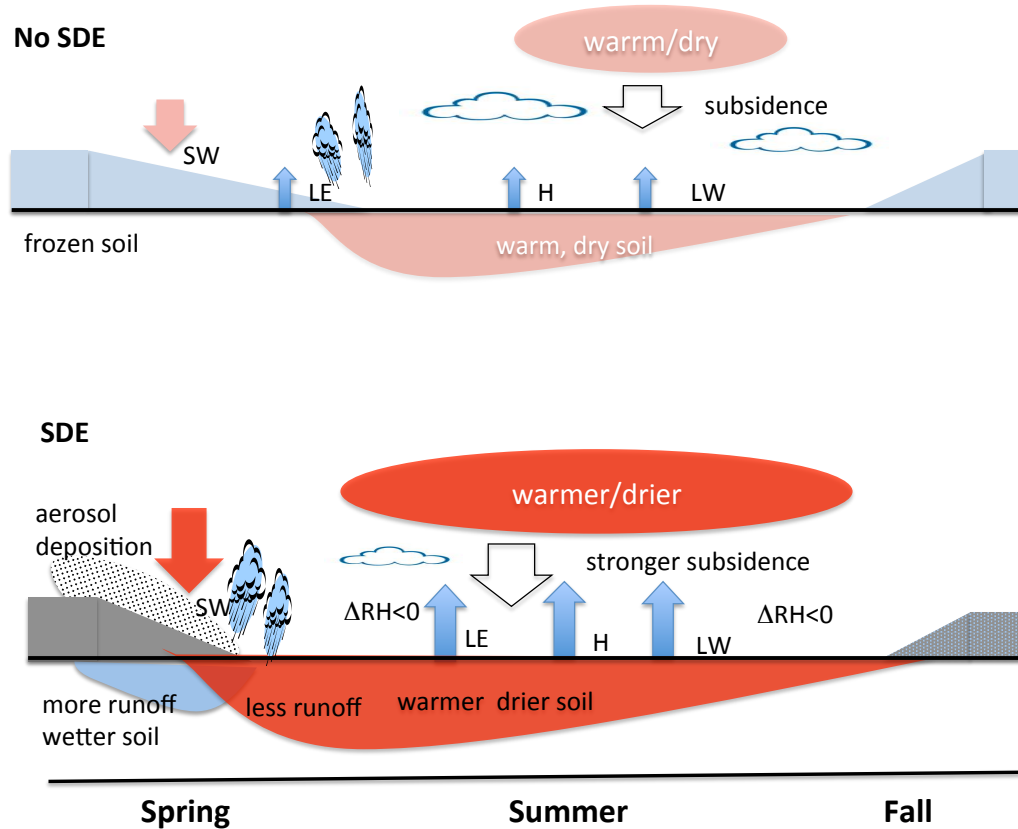 No SDE
warrm/dry
subsidence
SW
LE
H
LW
frozen soil
warm, dry soil
SDE
warmer/drier
aerosol
deposition
stronger subsidence
SW
ΔRH<0
ΔRH<0
LE
H
LW
more runoff
wetter soil
less runoff
warmer drier soil
Spring
Summer
Fall